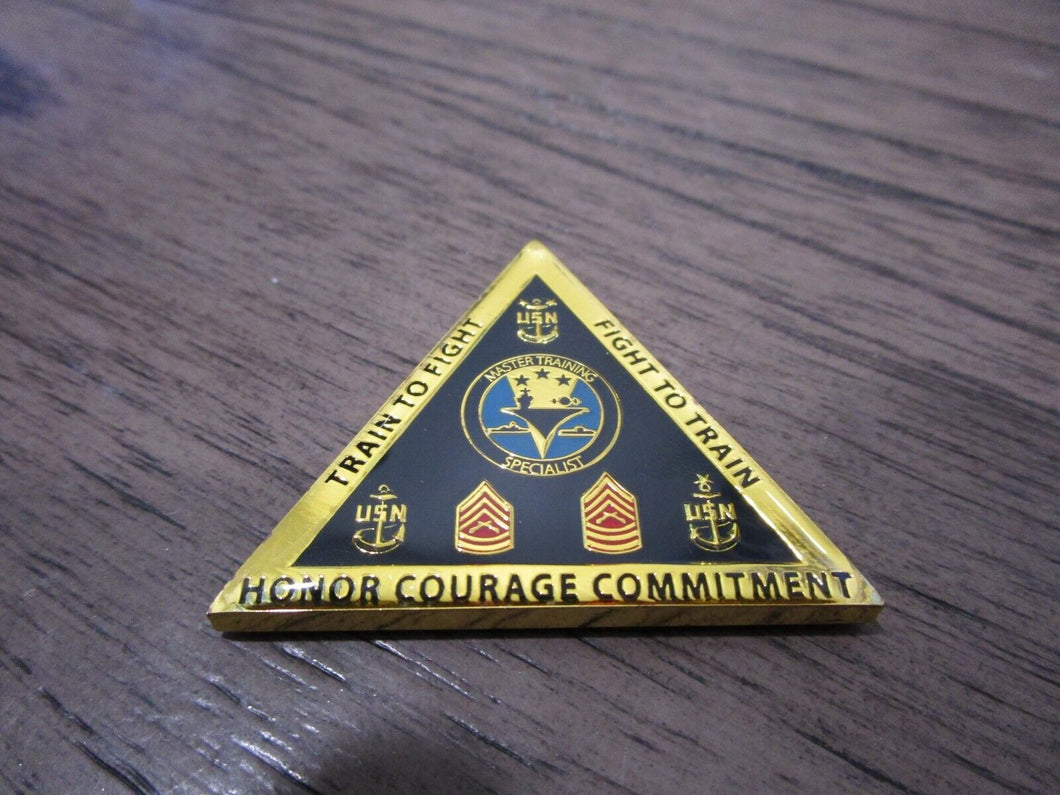 USN
TRAIN TO FIGHT
FIGHT TO TRAIN
MASTER TRAINING
SPECIALIST
USN
USN
HONOR COURAGE COMMITMENT